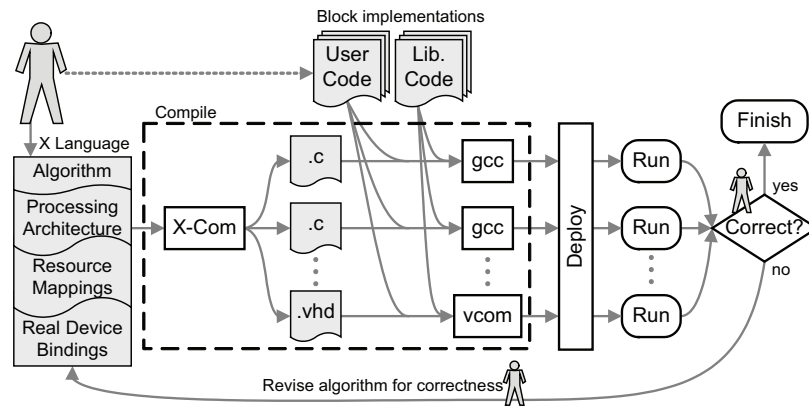 Block implementations
User
Code
Lib.
Code
Compile
X Language
Algorithm
Processing
Architecture
Resource
Mappings
Real Device
Bindings
X-Com
.c
.c
.vhd
gcc
gcc
vcom
Deploy
Run
Run
Run
Finish
yes
Correct?
no
Revise algorithm for correctness